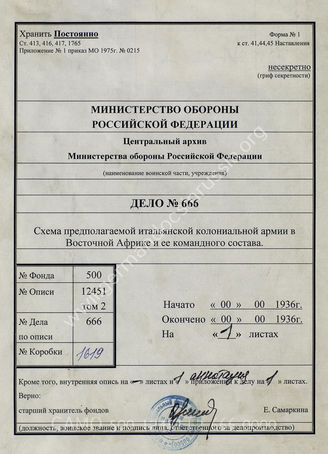 Хранить Постоянно
Форма № 1
Ст. 413, 416, 417, 1765
к ст. 41,44,45 Наставления
Приложение № 1 приказ МО 1975г. № 0215
несекретно
(гриф секретности)
МИНИСТЕРСТВО ОБОРОНЫ
РОССИЙСКОЙ ФЕДЕРАЦИИ
Центральный архив
Министерства обороны Российской Федерации
(наименование воинской части, учреждения)
ДЕЛО № 666
Схема предполагаемой итальянской колониальной армии в
Восточной Африке и ее командного состава.
№ Фонда 500
№ Описи 12451
том 2
№ Дела 666
по описи
№ Коробки 1619
Начато « 00 » 00 1936г.
Окончено « 00 » 00 1936г.
На « 1 » листах
Кроме того, внутренняя опись на – листах и 1 аннотация приложений к делу на 1 листах.
Верно:
старший хранитель фондов
Е. Самаркина
(должность, воинское звание и подпись ответственного за делопроизводство)